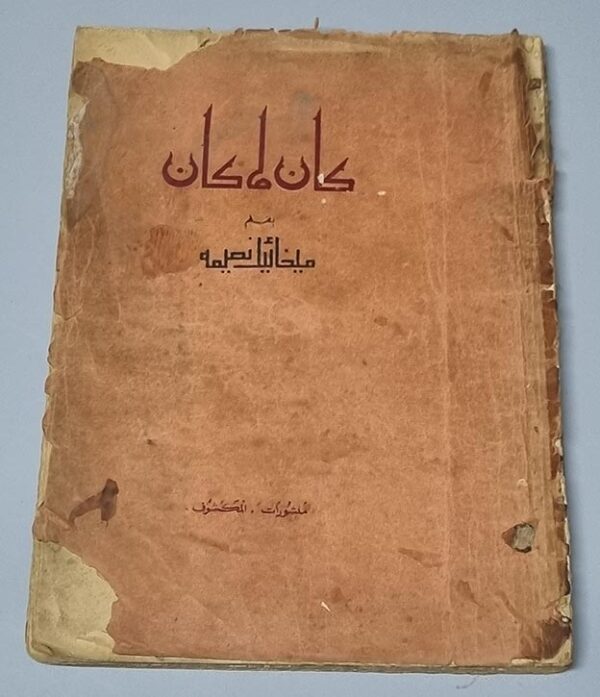 كان ما كان
بقلم
ميخائيل نعيمه
منشورات، المكشوف